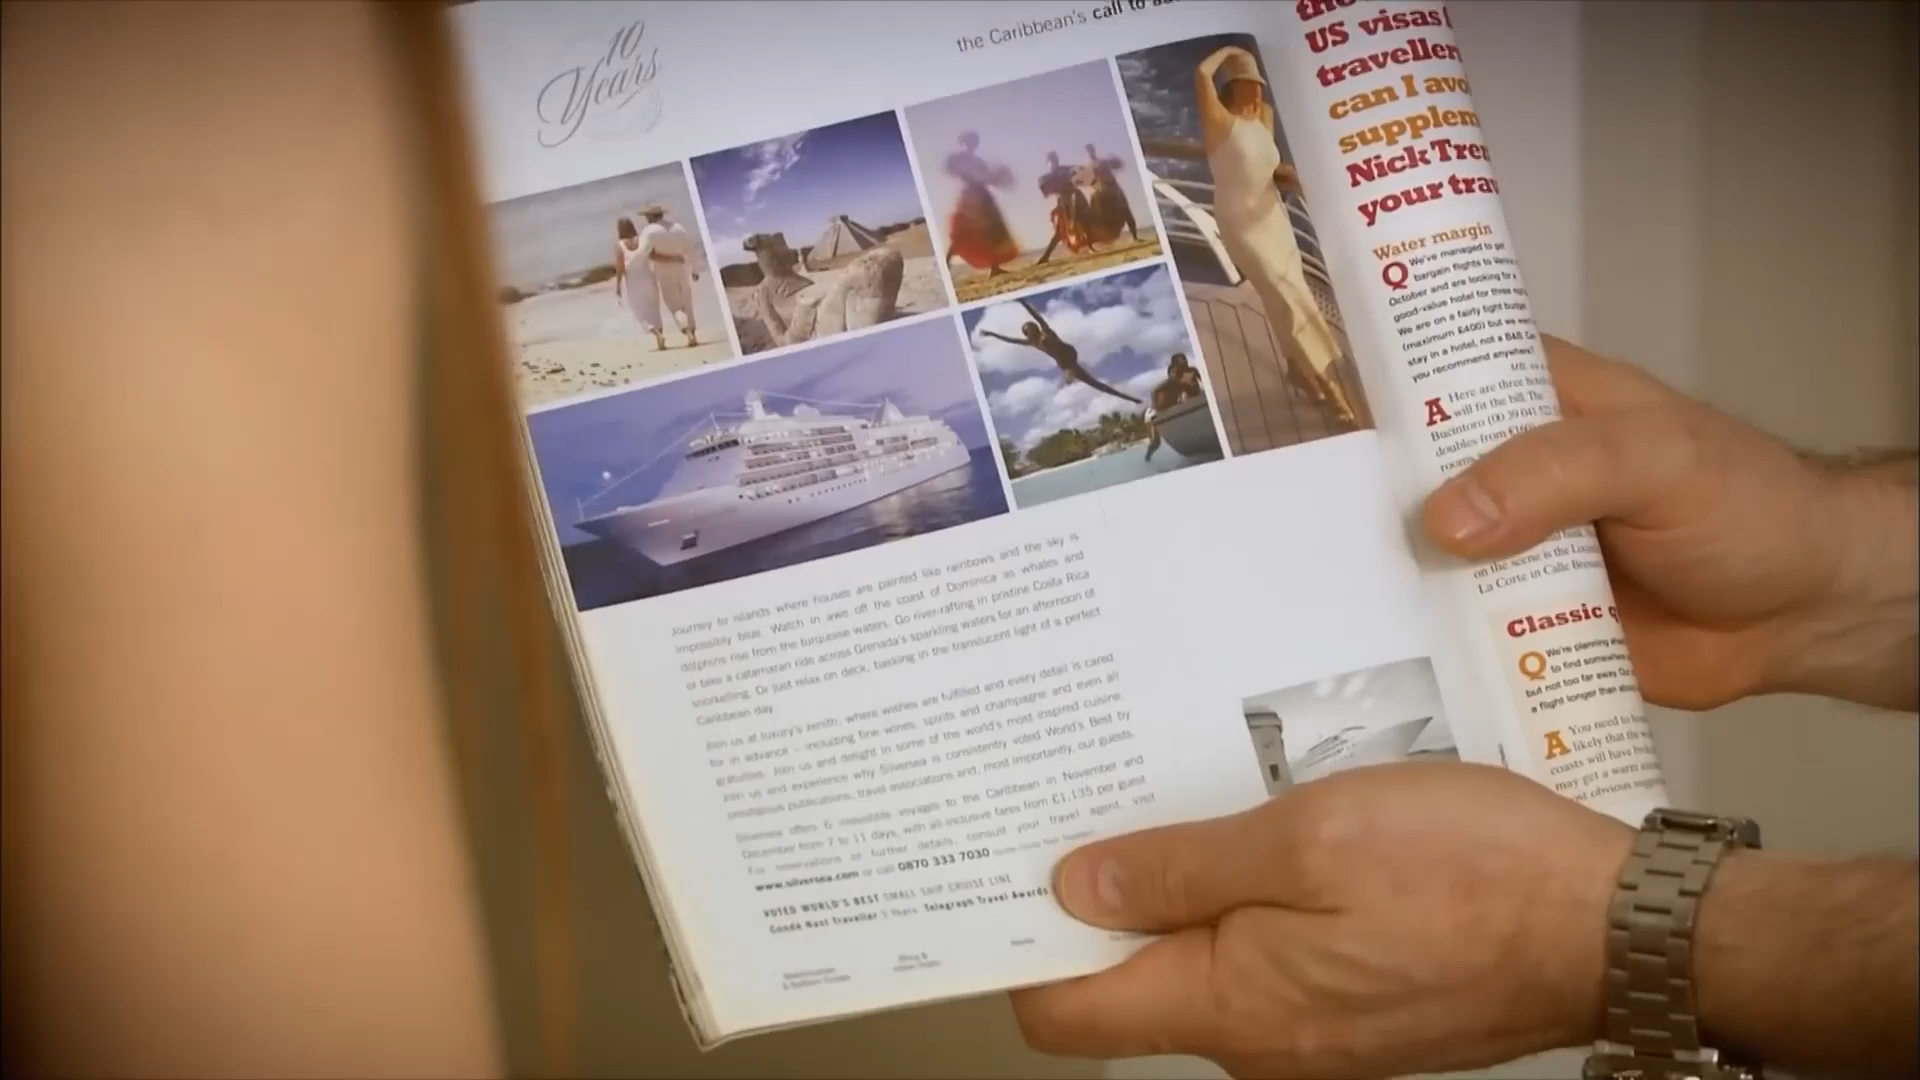 10
Years
the Caribbean's call to
Journey to islands where houses are painted like rainbows and the sky is
impossibly blue. Watch in awe off the coast of Dominica as whales and
dolphins rise from the turquoise waters. Go river-rafting in pristine Costa Rica
or take a catamaran ride across Grenada's sparkling waters for an afternoon of
snorkelling. Or just relax on deck, basking in the translucent light of a perfect
Caribbean day.
Join us at luxury's zenith, where wishes are fulfilled and every detail is cared
for in advance - including fine wines, spirits and champagne and even all
gratuities. Join us and delight in some of the world's most inspired cuisine.
Join us and experience why Silversea is consistently voted World's Best by
prestigious publications, travel associations and, most importantly, our guests.
Silversea offers 6 irresistible voyages to the Caribbean in November and
December from 7 to 11 days, with all-inclusive fares from £1,135 per guest
For reservations or further details, consult your travel agent, visit
www.silversea.com or call 0870 333 7030
VOTED WORLD'S BEST SMALL SHIP CRUISE LINE
Condé Nast Traveller 5 Years Telegraph Travel Awards
US visas
traveller
can I avo
supplem
Nick Tre
your tra
Water margin
Q We've managed to get
bargain flights to
October and are looking for a
good-value hotel for three
We are on a fairly tight
(maximum £400) but we
stay in a hotel, not a B&B.
you recommend anywhere?
A Here are three
will fit the bill. The
Bucintoro (00 39 041
doubles from
rooms
on the scene is the
La Corte in Calle
Classic
Q We're planning
to find
but not too far away.
a flight longer than
A You need to
likely that the
coasts will have
may get a warm
obvious